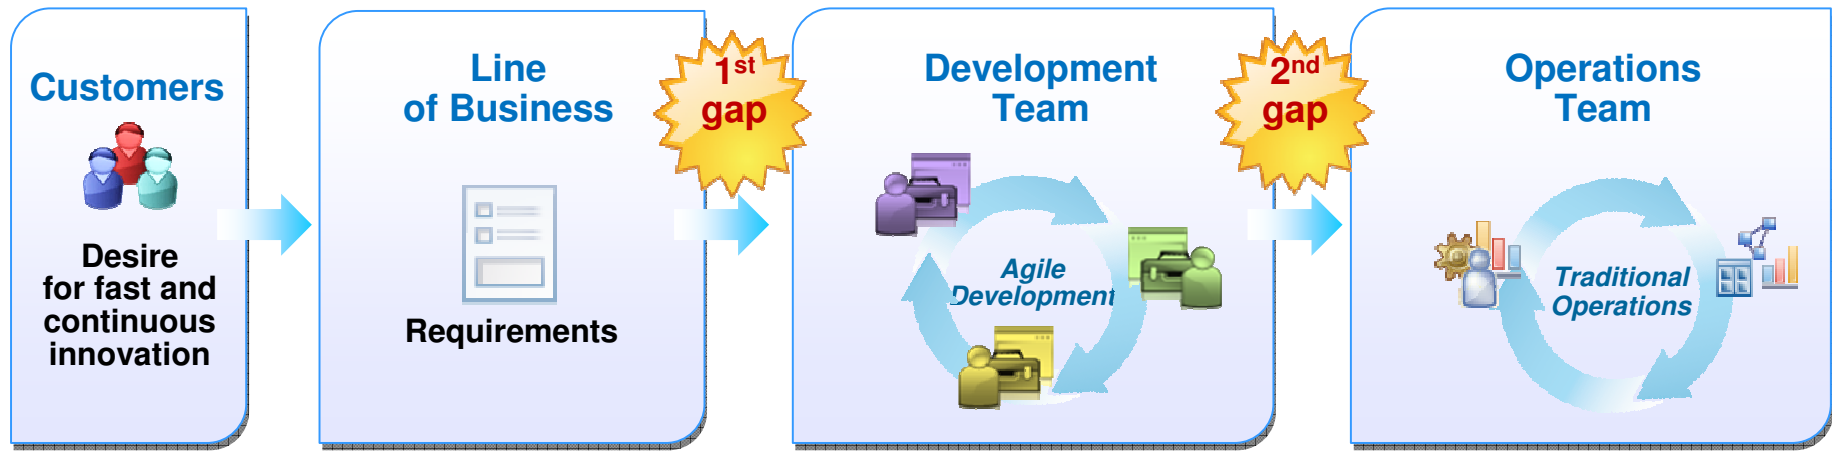 Customers
Desire
for fast and
continuous
innovation
Line
of Business
Requirements
1st
gap
Development
Team
Agile
Development
2nd
gap
Operations
Team
Traditional
Operations